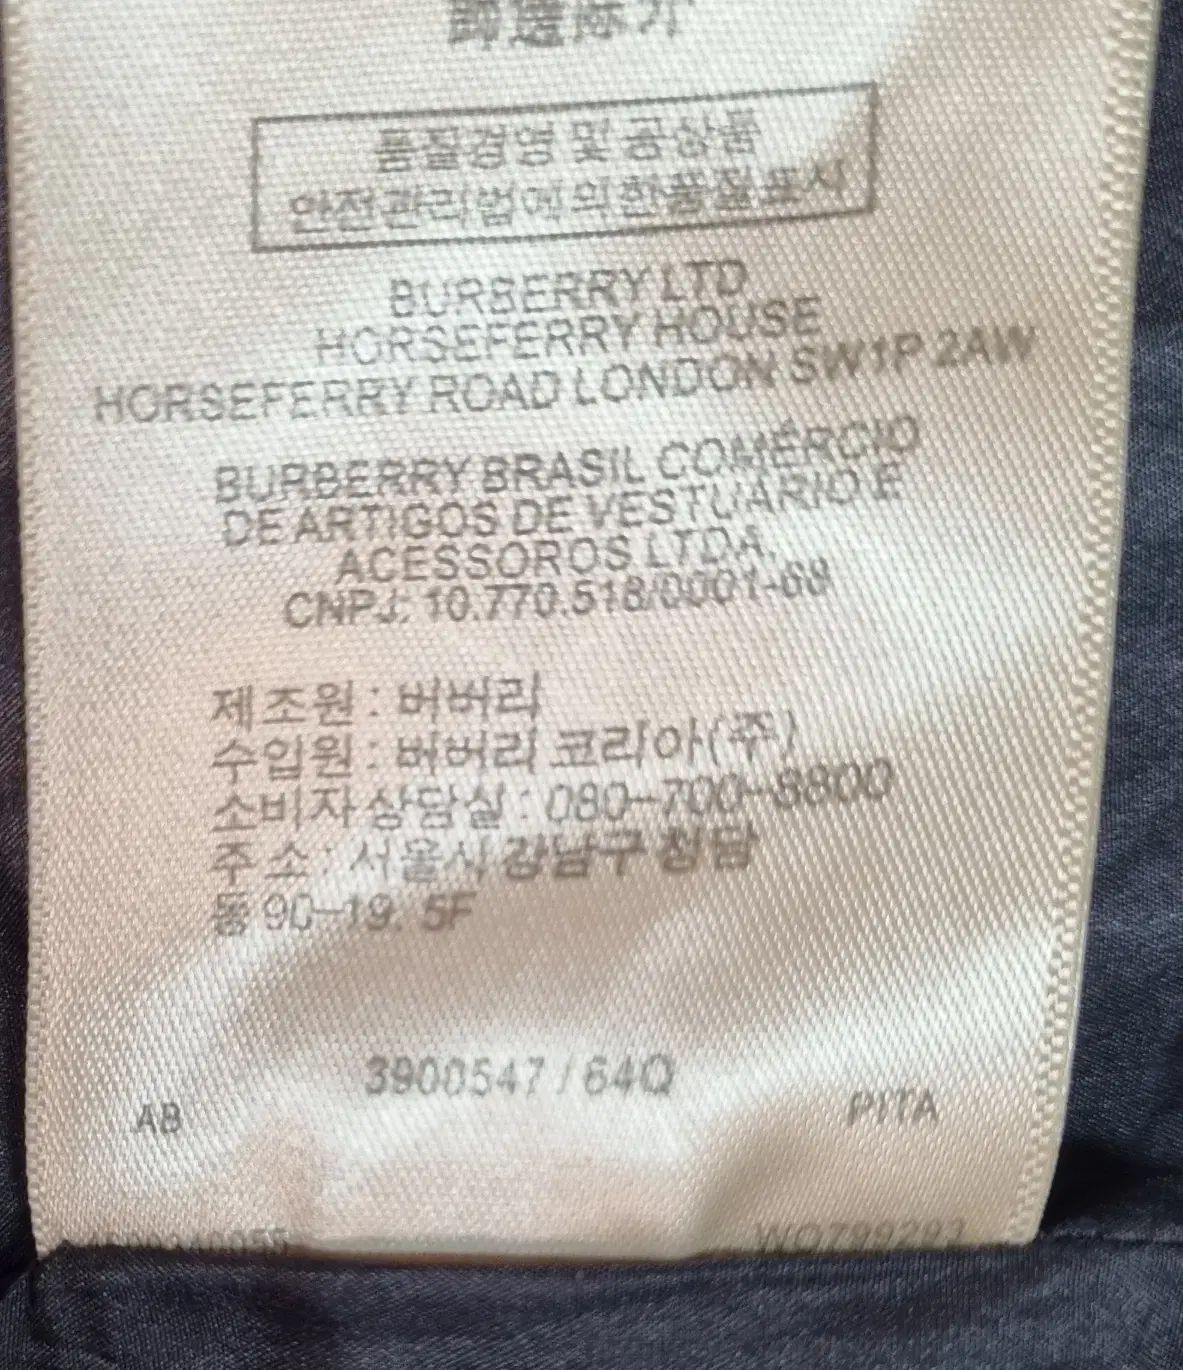 품질경영 및 공상품
안전관리법에의한품질표시
BURBERRY LTD
HORSEFERRY HOUSE
HORSEFERRY ROAD LONDON SW1P 2AW
BURBERRY BRASIL COMÉRCIO
DE ARTIGOS DE VESTUÁRIO E
ACESSOROS LTDA.
CNPJ: 10.770.518/0001-68
제조원 : 버버리
수입원 : 버버리 코리아(주)
소비자상담실 : 080-700-8800
주소 : 서울시 강남구 청담
동 90-19. 5F
3900547 / 64Q
AB
PITA